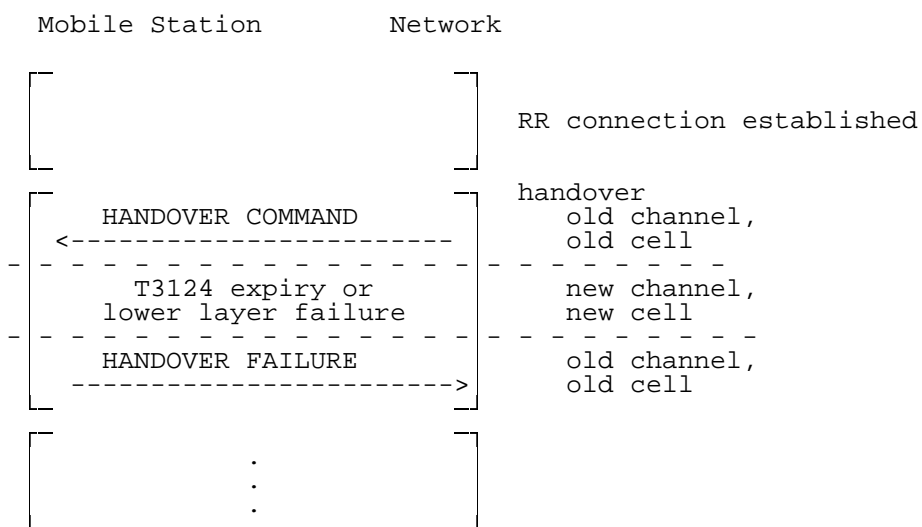 Mobile Station Network
RR connection established
handover
HANDOVER COMMAND old channel,
<------------------------ old cell
- - - - - - - - - - - - - - - - - - - - - - -
T3124 expiry or new channel,
lower layer failure new cell
- - - - - - - - - - - - - - - - - - - - - - - -
HANDOVER FAILURE old channel,
------------------------> old cell
.
.
.